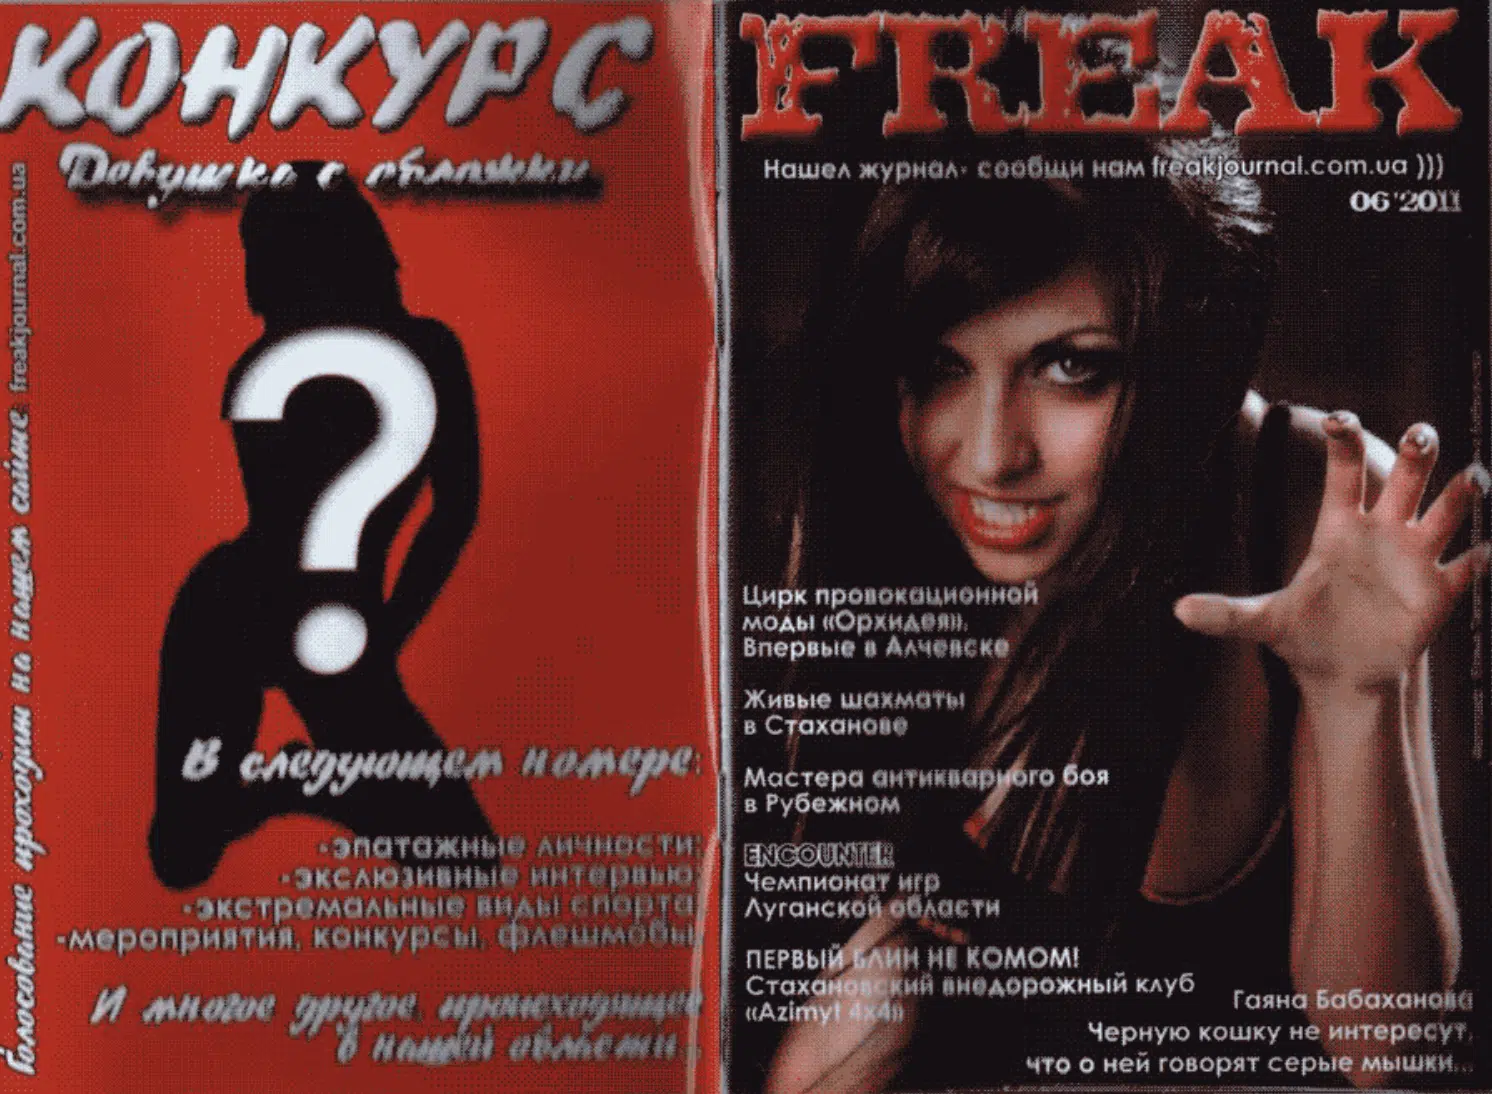 КОНКУРС
Девушка с обложки
Голосование проходит на нашем сайте freakjournal.com.ua
В следующем номере:
-эпатажные личности;
-эксклюзивные интервью;
-экстремальные виды спорта;
-мероприятия, конкурсы, флешмобы
И многое другое, происходящее
в нашей области...
FREAK
Нашел журнал- сообщи нам freakjournal.com.ua )))
06'2011
Цирк провокационной
моды «Орхидея».
Впервые в Алчевске
Живые шахматы
в Стаханове
Мастера антикварного боя
в Рубежном
ENCOUNTER
Чемпионат игр
Луганской области
ПЕРВЫЙ БЛИН НЕ КОМОМ!
Стахановский внедорожный клуб
«Azimyt 4x4»
Гаяна Бабаханова
Черную кошку не интересут,
что о ней говорят серые мышки...